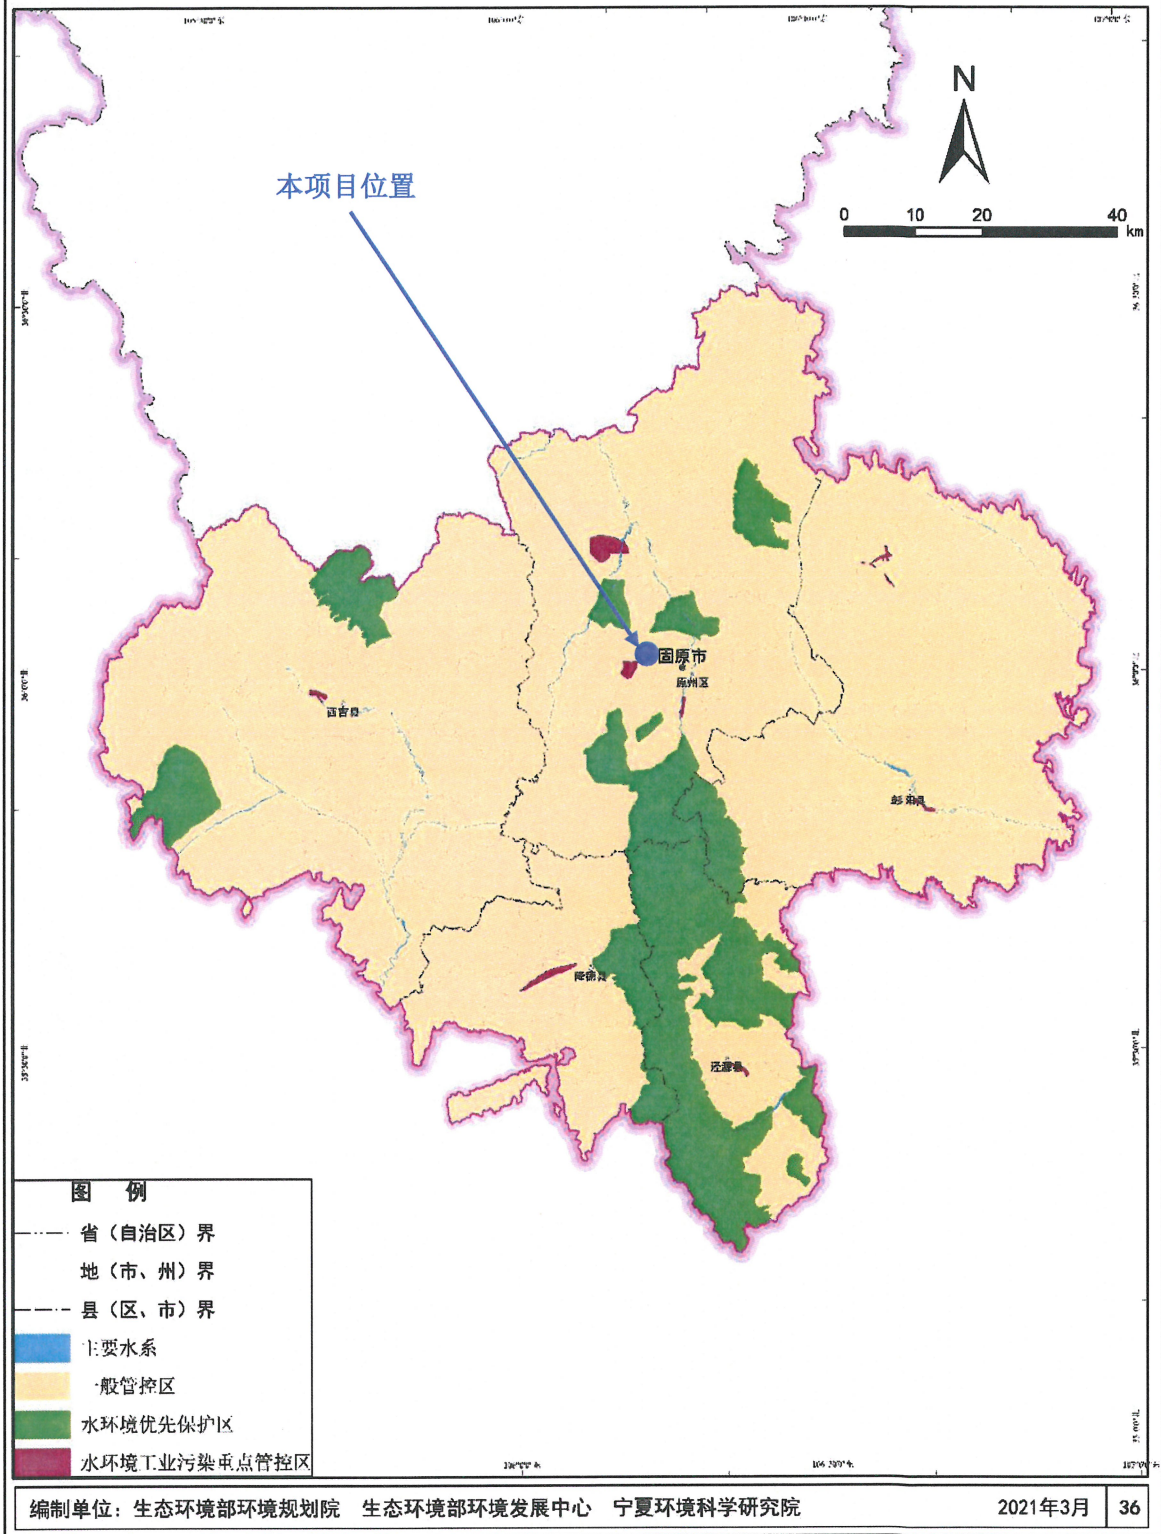 N
本项目位置
0 10 20 40
km
固原市
原州区
西吉县
彭阳县
隆德县
泾源县
图 例
省（自治区）界
地（市、州）界
县（区、市）界
主要水系
一般管控区
水环境优先保护区
水环境工业污染重点管控区
编制单位：生态环境部环境规划院 生态环境部环境发展中心 宁夏环境科学研究院
2021年3月
36